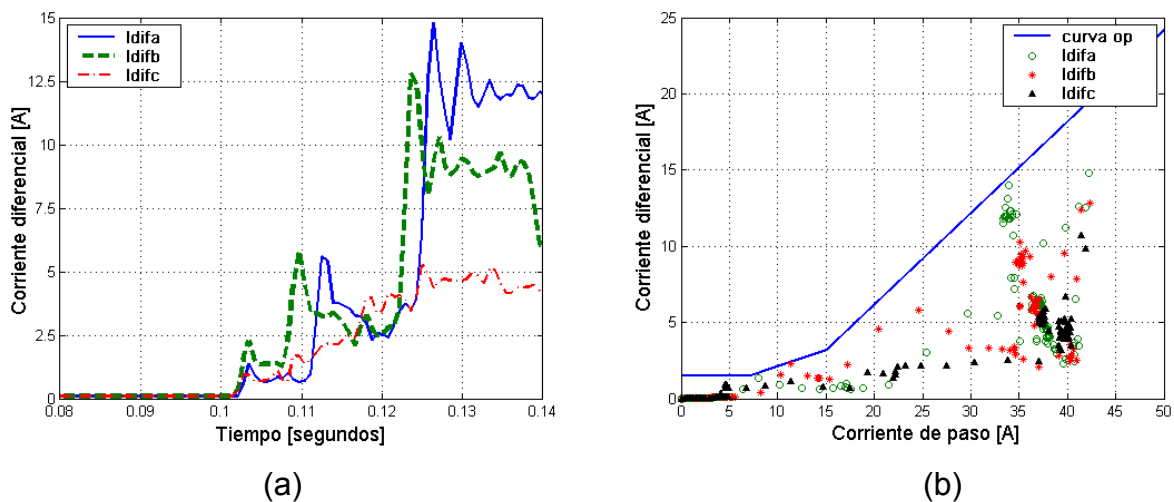 Corriente diferencial [A]
15
12.5
10
7.5
5
2.5
0
Idifa
Idifb
Idifc
0.08
0.09
0.1
0.11
0.12
0.13
0.14
Tiempo [segundos]
(a)
Corriente diferencial [A]
25
20
15
10
5
0
curva op
Idifa
Idifb
Idifc
0
5
10
15
20
25
30
35
40
45
50
Corriente de paso [A]
(b)